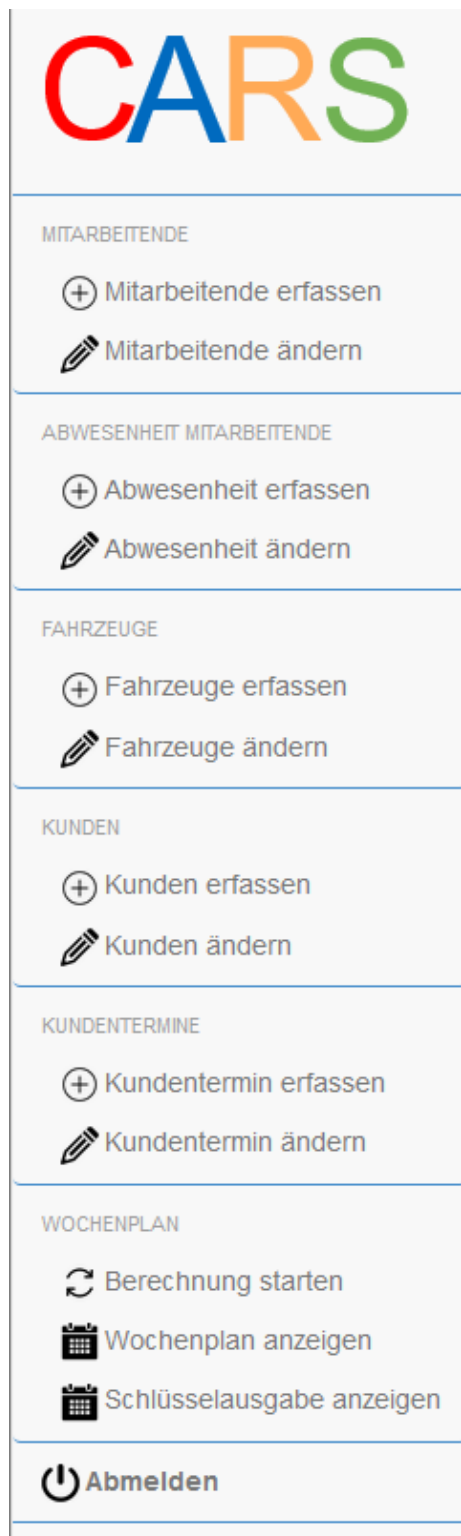 CARS
MITARBEITENDE
Mitarbeitende erfassen
Mitarbeitende ändern
ABWESENHEIT MITARBEITENDE
Abwesenheit erfassen
Abwesenheit ändern
FAHRZEUGE
Fahrzeuge erfassen
Fahrzeuge ändern
KUNDEN
Kunden erfassen
Kunden ändern
KUNDENTERMINE
Kundentermin erfassen
Kundentermin ändern
WOCHENPLAN
Berechnung starten
Wochenplan anzeigen
Schlüsselausgabe anzeigen
Abmelden